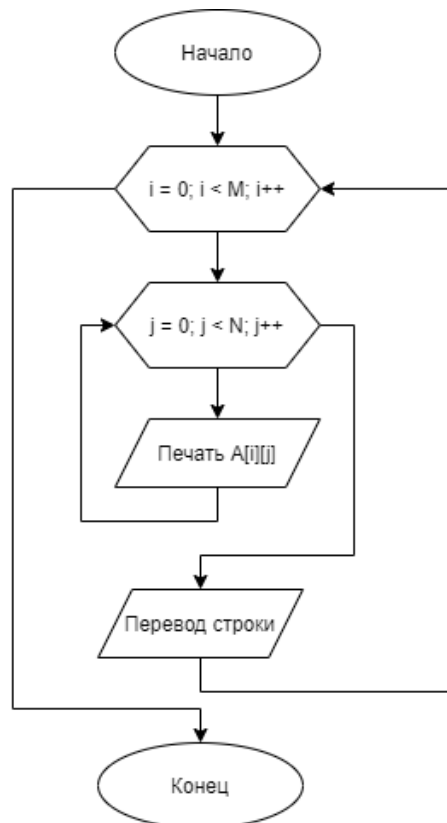 Начало
i = 0; i < M; i++
j = 0; j < N; j++
Печать A[i][j]
Перевод строки
Конец